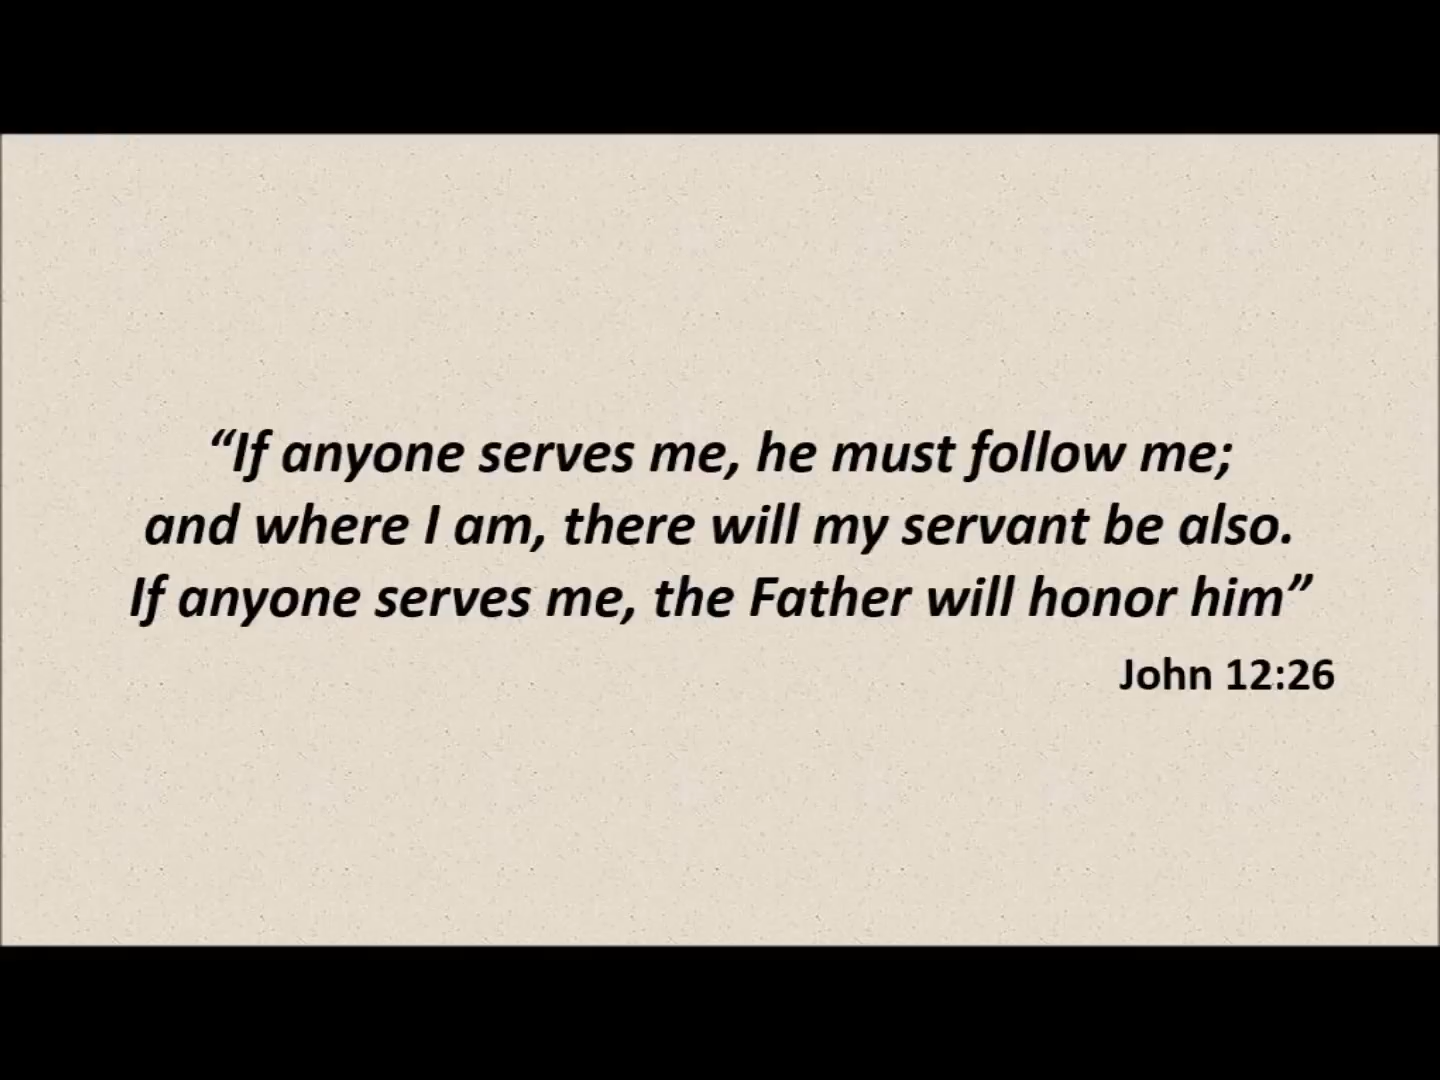 “If anyone serves me, he must follow me;
and where I am, there will my servant be also.
If anyone serves me, the Father will honor him”
John 12:26